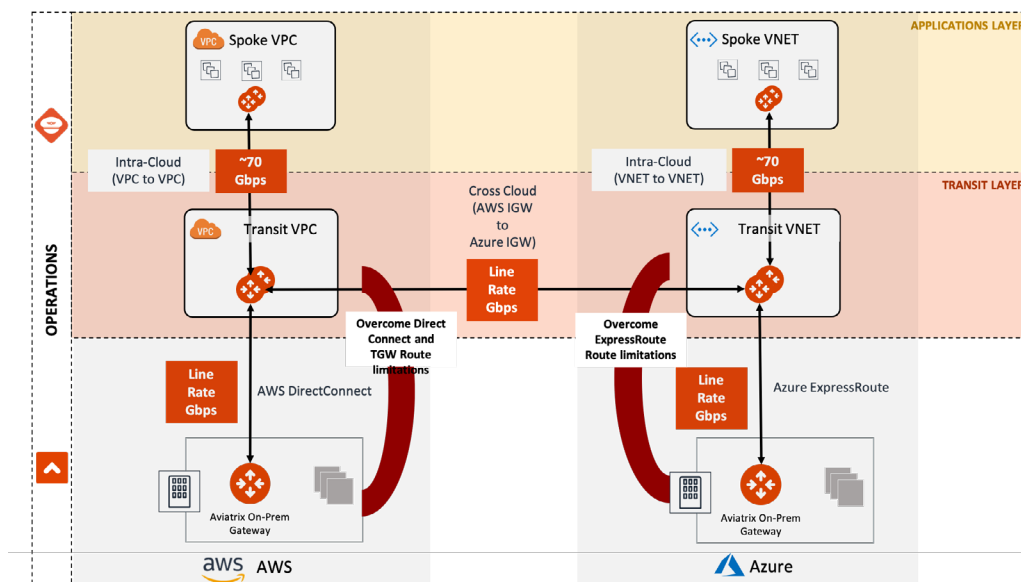 APPLICATIONS LAYER
VPC
Spoke VPC
Spoke VNET
Intra-Cloud
(VPC to VPC)
~70
Gbps
Intra-Cloud
(VNET to VNET)
~70
Gbps
TRANSIT LAYER
Cross Cloud
(AWS IGW
to
Azure IGW)
VPC
Transit VPC
Transit VNET
Line
Rate
Gbps
OPERATIONS
Overcome Direct
Connect and
TGW Route
limitations
Overcome
ExpressRoute
Route limitations
Line
Rate
Gbps
AWS DirectConnect
Line
Rate
Gbps
Azure ExpressRoute
Aviatrix On-Prem
Gateway
Aviatrix On-Prem
Gateway
aws AWS
Azure